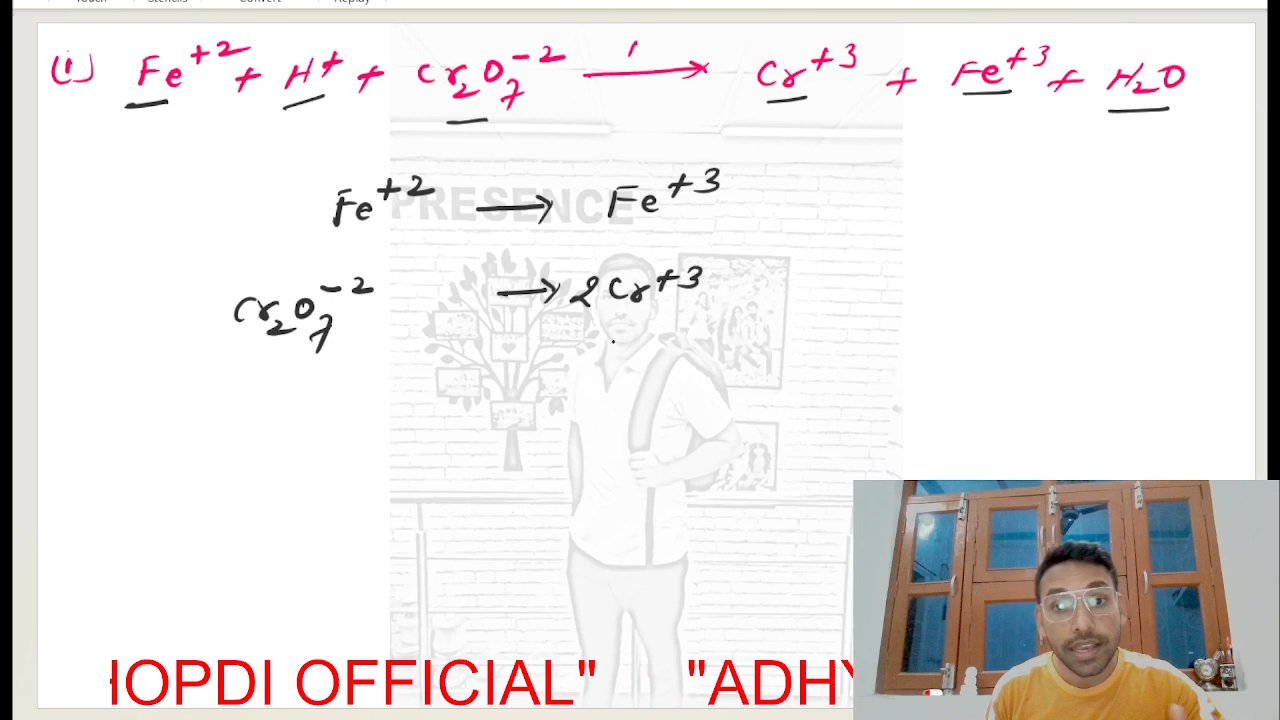 (i) Fe⁺² + H⁺ + Cr₂O₇⁻² → Cr⁺³ + Fe⁺³ + H₂O
PRESENCE
Fe⁺² → Fe⁺³
Cr₂O₇⁻² → 2Cr⁺³
HOPDI OFFICIAL" "ADHY